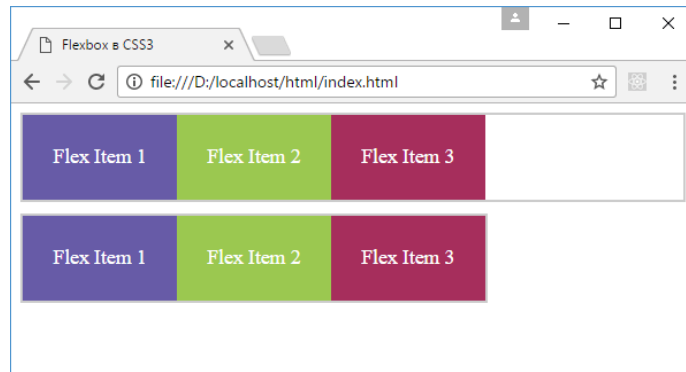 Flexbox в CSS3
file:///D:/localhost/html/index.html
Flex Item 1 Flex Item 2 Flex Item 3
Flex Item 1 Flex Item 2 Flex Item 3